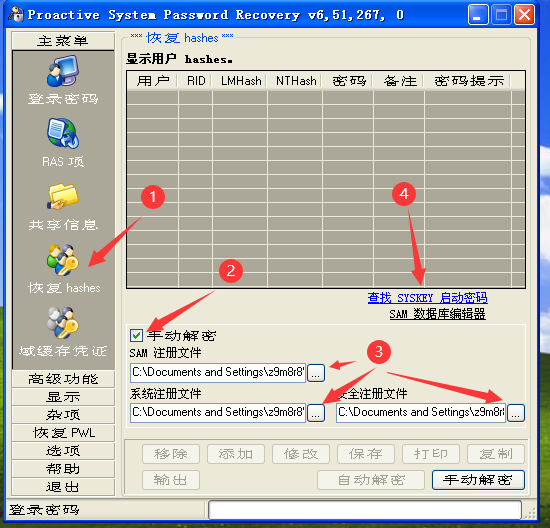 Proactive System Password Recovery v6,51,267, 0
主菜单
登录密码
RAS 项
共享信息
恢复 hashes
域缓存凭证
高级功能
显示
杂项
恢复 PWL
选项
帮助
退出
*** 恢复 hashes ***
显示用户 hashes。
用户 RID LMHash NTHash 密码 备注 密码提示
1
4
2
查找 SYSKEY 启动密码
SAM 数据库编辑器
手动解密
SAM 注册文件
C:\Documents and Settings\z9m8r8'
...
3
系统注册文件
安全注册文件
C:\Documents and Settings\z9m8r8'
...
C:\Documents and Settings\z9m8r
...
移除 添加 修改 保存 打印 复制
输出 自动解密 手动解密
登录密码